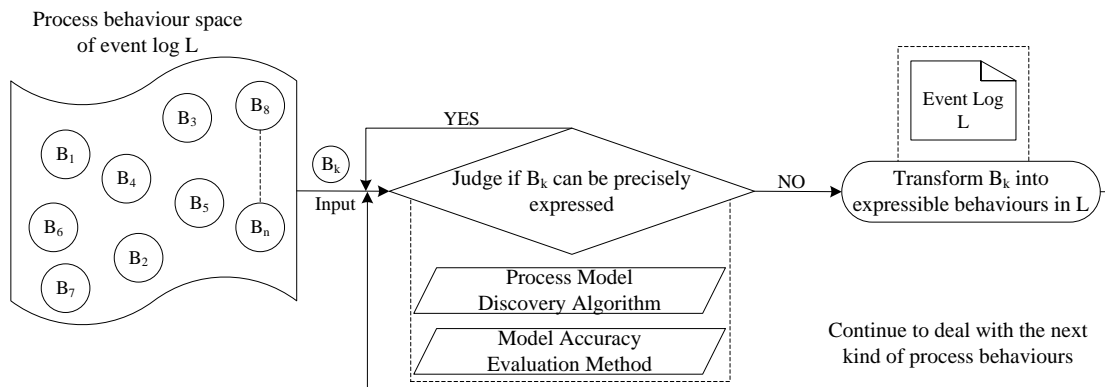 Process behaviour space
of event log L
B1
B2
B3
B4
B5
B6
B7
B8
Bn
Bk
Input
YES
Judge if Bk can be precisely
expressed
NO
Process Model
Discovery Algorithm
Model Accuracy
Evaluation Method
Event Log
L
Transform Bk into
expressible behaviours in L
Continue to deal with the next
kind of process behaviours